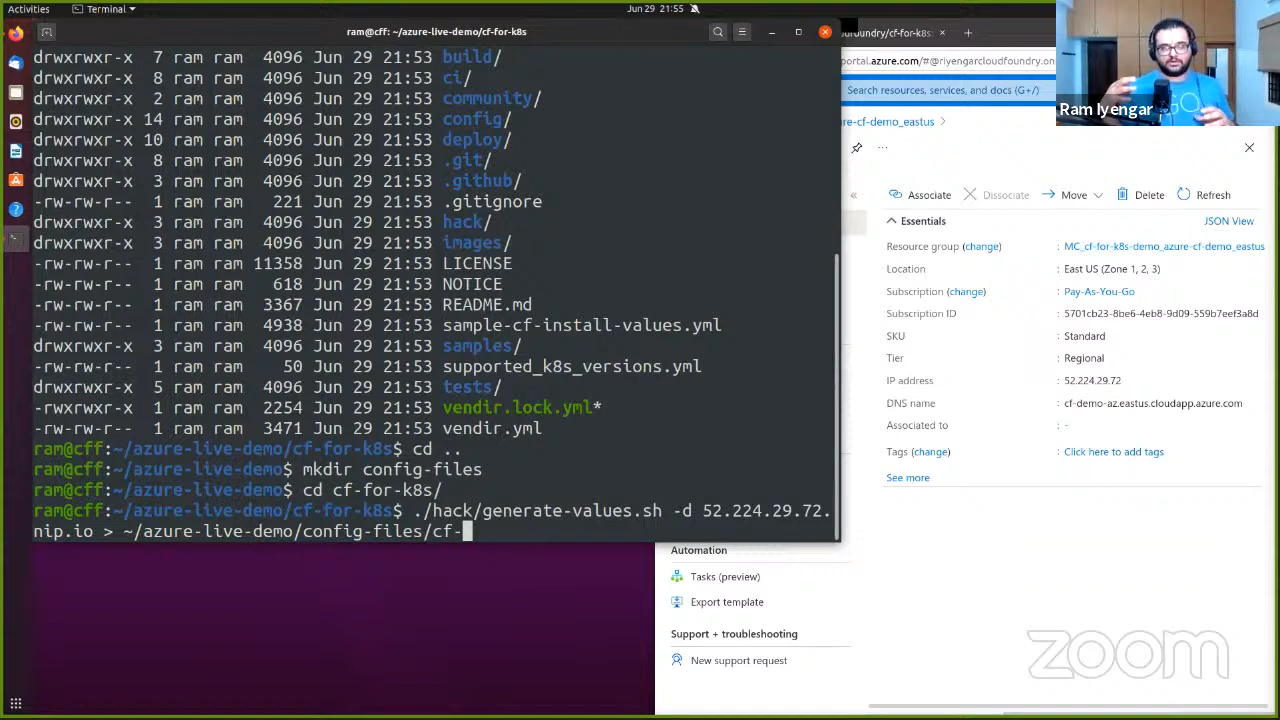 Activities
Terminal
Jun 29 21:55
ram@cff: ~/azure-live-demo/cf-for-k8s
drwxrwxr-x 7 ram ram 4096 Jun 29 21:53 build/
drwxrwxr-x 3 ram ram 4096 Jun 29 21:53 ci/
drwxrwxr-x 2 ram ram 4096 Jun 29 21:53 community/
drwxrwxr-x 14 ram ram 4096 Jun 29 21:53 config/
drwxrwxr-x 10 ram ram 4096 Jun 29 21:53 deploy/
drwxrwxr-x 8 ram ram 4096 Jun 29 21:53 .git/
drwxrwxr-x 3 ram ram 4096 Jun 29 21:53 .github/
-rw-rw-r-- 1 ram ram 221 Jun 29 21:53 .gitignore
drwxrwxr-x 3 ram ram 4096 Jun 29 21:53 hack/
drwxrwxr-x 3 ram ram 4096 Jun 29 21:53 images/
-rw-rw-r-- 1 ram ram 11358 Jun 29 21:53 LICENSE
-rw-rw-r-- 1 ram ram 618 Jun 29 21:53 NOTICE
-rw-rw-r-- 1 ram ram 5867 Jun 29 21:53 README.md
-rw-rw-r-- 1 ram ram 4938 Jun 29 21:53 sample-cf-install-values.yml
drwxrwxr-x 3 ram ram 4096 Jun 29 21:53 samples/
-rw-rw-r-- 1 ram ram 50 Jun 29 21:53 supported_k8s_versions.yml
drwxrwxr-x 5 ram ram 4096 Jun 29 21:53 tests/
-rwxrwxr-x 1 ram ram 2254 Jun 29 21:53 vendir.lock.yml*
-rw-rw-r-- 1 ram ram 3471 Jun 29 21:53 vendir.yml
ram@cff:~/azure-live-demo/cf-for-k8s$ cd ..
ram@cff:~/azure-live-demo$ mkdir config-files
ram@cff:~/azure-live-demo$ cd cf-for-k8s/
ram@cff:~/azure-live-demo/cf-for-k8s$ ./hack/generate-values.sh -d 52.224.29.72.
nip.io > ~/azure-live-demo/config-files/cf-
oundry/cf-for-k8s:
portal.azure.com/#@riyengarcloudfoundry.on
Search resources, services, and docs (G+/)
re-cf-demo_eastus
Associate
Dissociate
Move
Delete
Refresh
Essentials
JSON View
Resource group (change) : MC_cf-for-k8s-demo_azure-cf-demo_eastus
Location : East US (Zone 1, 2, 3)
Subscription (change) : Pay-As-You-Go
Subscription ID : 5701cb23-8be6-4eb8-9d09-559b7eef3a8d
SKU : Standard
Tier : Regional
IP address : 52.224.29.72
DNS name : cf-demo-az.eastus.cloudapp.azure.com
Associated to : -
Tags (change) : Click here to add tags
See more
Automation
Tasks (preview)
Export template
Support + troubleshooting
New support request
Ram Iyengar
zoom